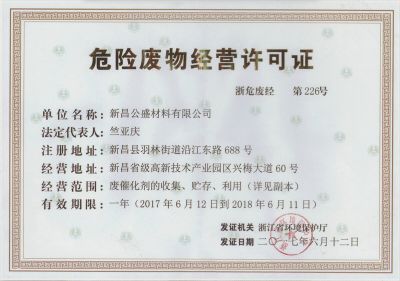 危险废物经营许可证
浙危废经 第226号
单位名称：新昌公盛材料有限公司
法定代表人：竺亚庆
注册地址：新昌县羽林街道沿江东路688号
经营地址：新昌省级高新技术产业园区兴梅大道60号
经营范围：废催化剂的收集、贮存、利用（详见副本）
有效期限：一年（2017年6月12日到2018年6月11日）
发证机关 浙江省环境保护厅
发证日期 二〇一七年六月十二日